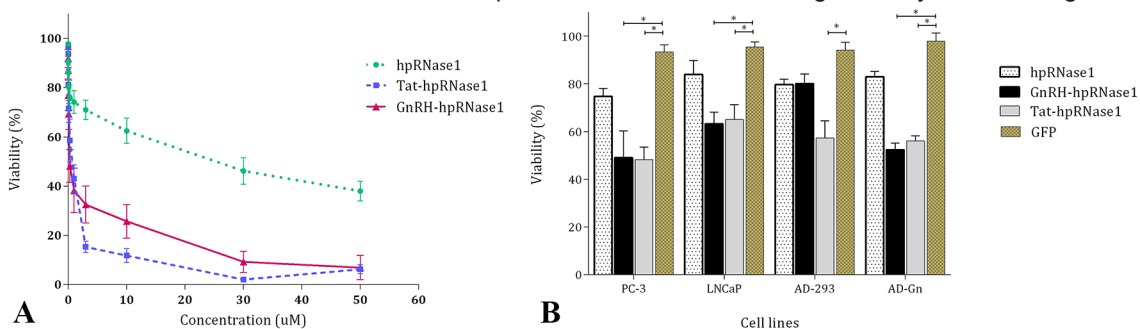 100
80
60
40
20
0
Viability (%)
0 10 20 30 40 50 60
Concentration (uM)
hpRNase1
Tat-hpRNase1
GnRH-hpRNase1
A
100
80
60
40
20
0
Viability (%)
* * * * * * *
PC-3 LNCaP AD-293 AD-Gn
Cell lines
hpRNase1
GnRH-hpRNase1
Tat-hpRNase1
GFP
B